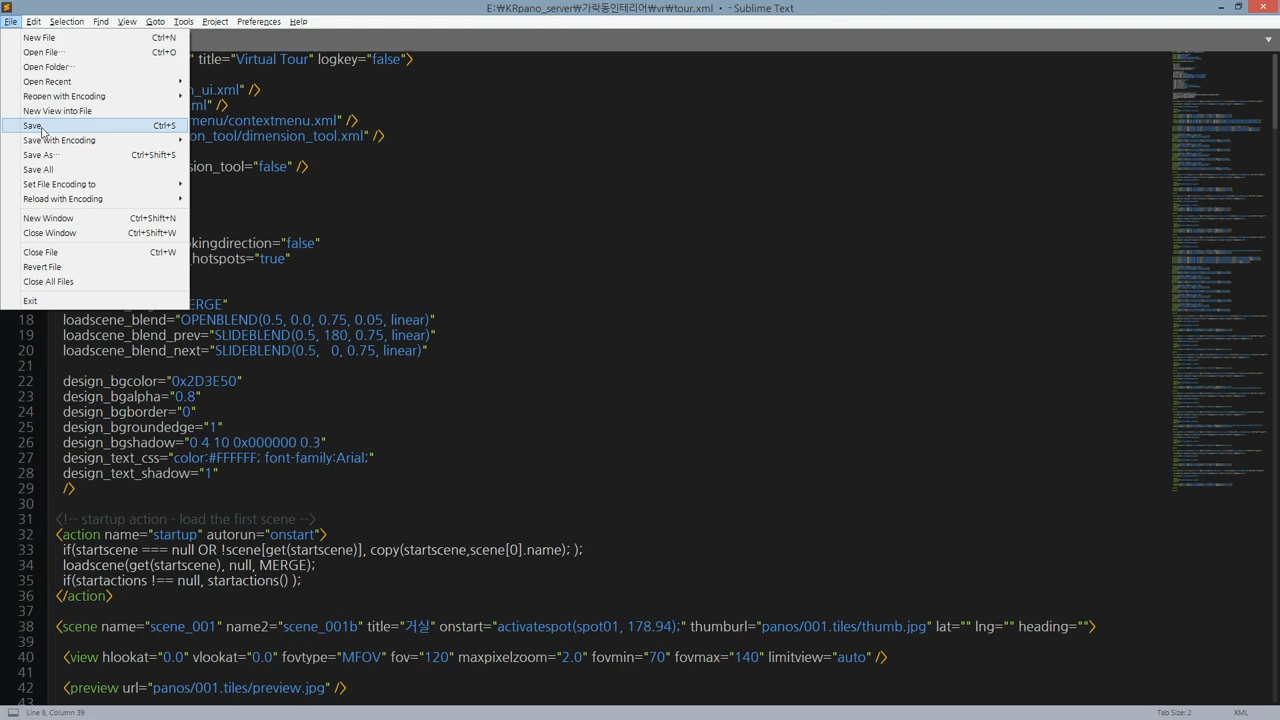 E:￦KRpano_server￦가락동인테리어￦vr￦tour.xml • - Sublime Text
File Edit Selection Find View Goto Tools Project Preferences Help
New File Ctrl+N
Open File… Ctrl+O
Open Folder…
Open Recent
Reopen with Encoding
New View into File
Save Ctrl+S
Save with Encoding
Save As… Ctrl+Shift+S
Save All
Set File Encoding to
Reload with Encoding
New Window Ctrl+Shift+N
Close Window Ctrl+Shift+W
Close File Ctrl+W
Revert File
Close All Files
Exit
title="Virtual Tour" logkey="false">
_ui.xml" />
ml" />
menu/contextmenu.xml" />
on_tool/dimension_tool.xml" />
sion_tool="false" />
okingdirection="false"
hotspots="true"
MERGE"
18 scene_blend="OPENBLEND(0.5, 0.0, 0.75, 0.05, linear)"
19 scene_blend_prev="SLIDEBLEND(0.5, 180, 0.75, linear)"
20 scene_blend_next="SLIDEBLEND(0.5, 0, 0.75, linear)"
21
22 design_bgcolor="0x2D3E50"
23 design_bgalpha="0.8"
24 design_bgborder="0"
25 design_bgroundedge="1"
26 design_bgshadow="0 4 10 0x000000 0.3"
27 design_text_css="color:#FFFFFF; font-family:Arial;"
28 design_text_shadow="1"
29 />
30
31 <!-- startup action - load the first scene -->
32 <action name="startup" autorun="onstart">
33 if(startscene === null OR !scene[get(startscene)], copy(startscene,scene[0].name); );
34 loadscene(get(startscene), null, MERGE);
35 if(startactions !== null, startactions() );
36 </action>
37
38 <scene name="scene_001" name2="scene_001b" title="거실" onstart="activatespot(spot01, 178.94);" thumburl="panos/001.tiles/thumb.jpg" lat="" lng="" heading="">
39
40 <view hlookat="0.0" vlookat="0.0" fovtype="MFOV" fov="120" maxpixelzoom="2.0" fovmin="70" fovmax="140" limitview="auto" />
41
42 <preview url="panos/001.tiles/preview.jpg" />
43
Line 8, Column 39 Tab Size: 2 XML